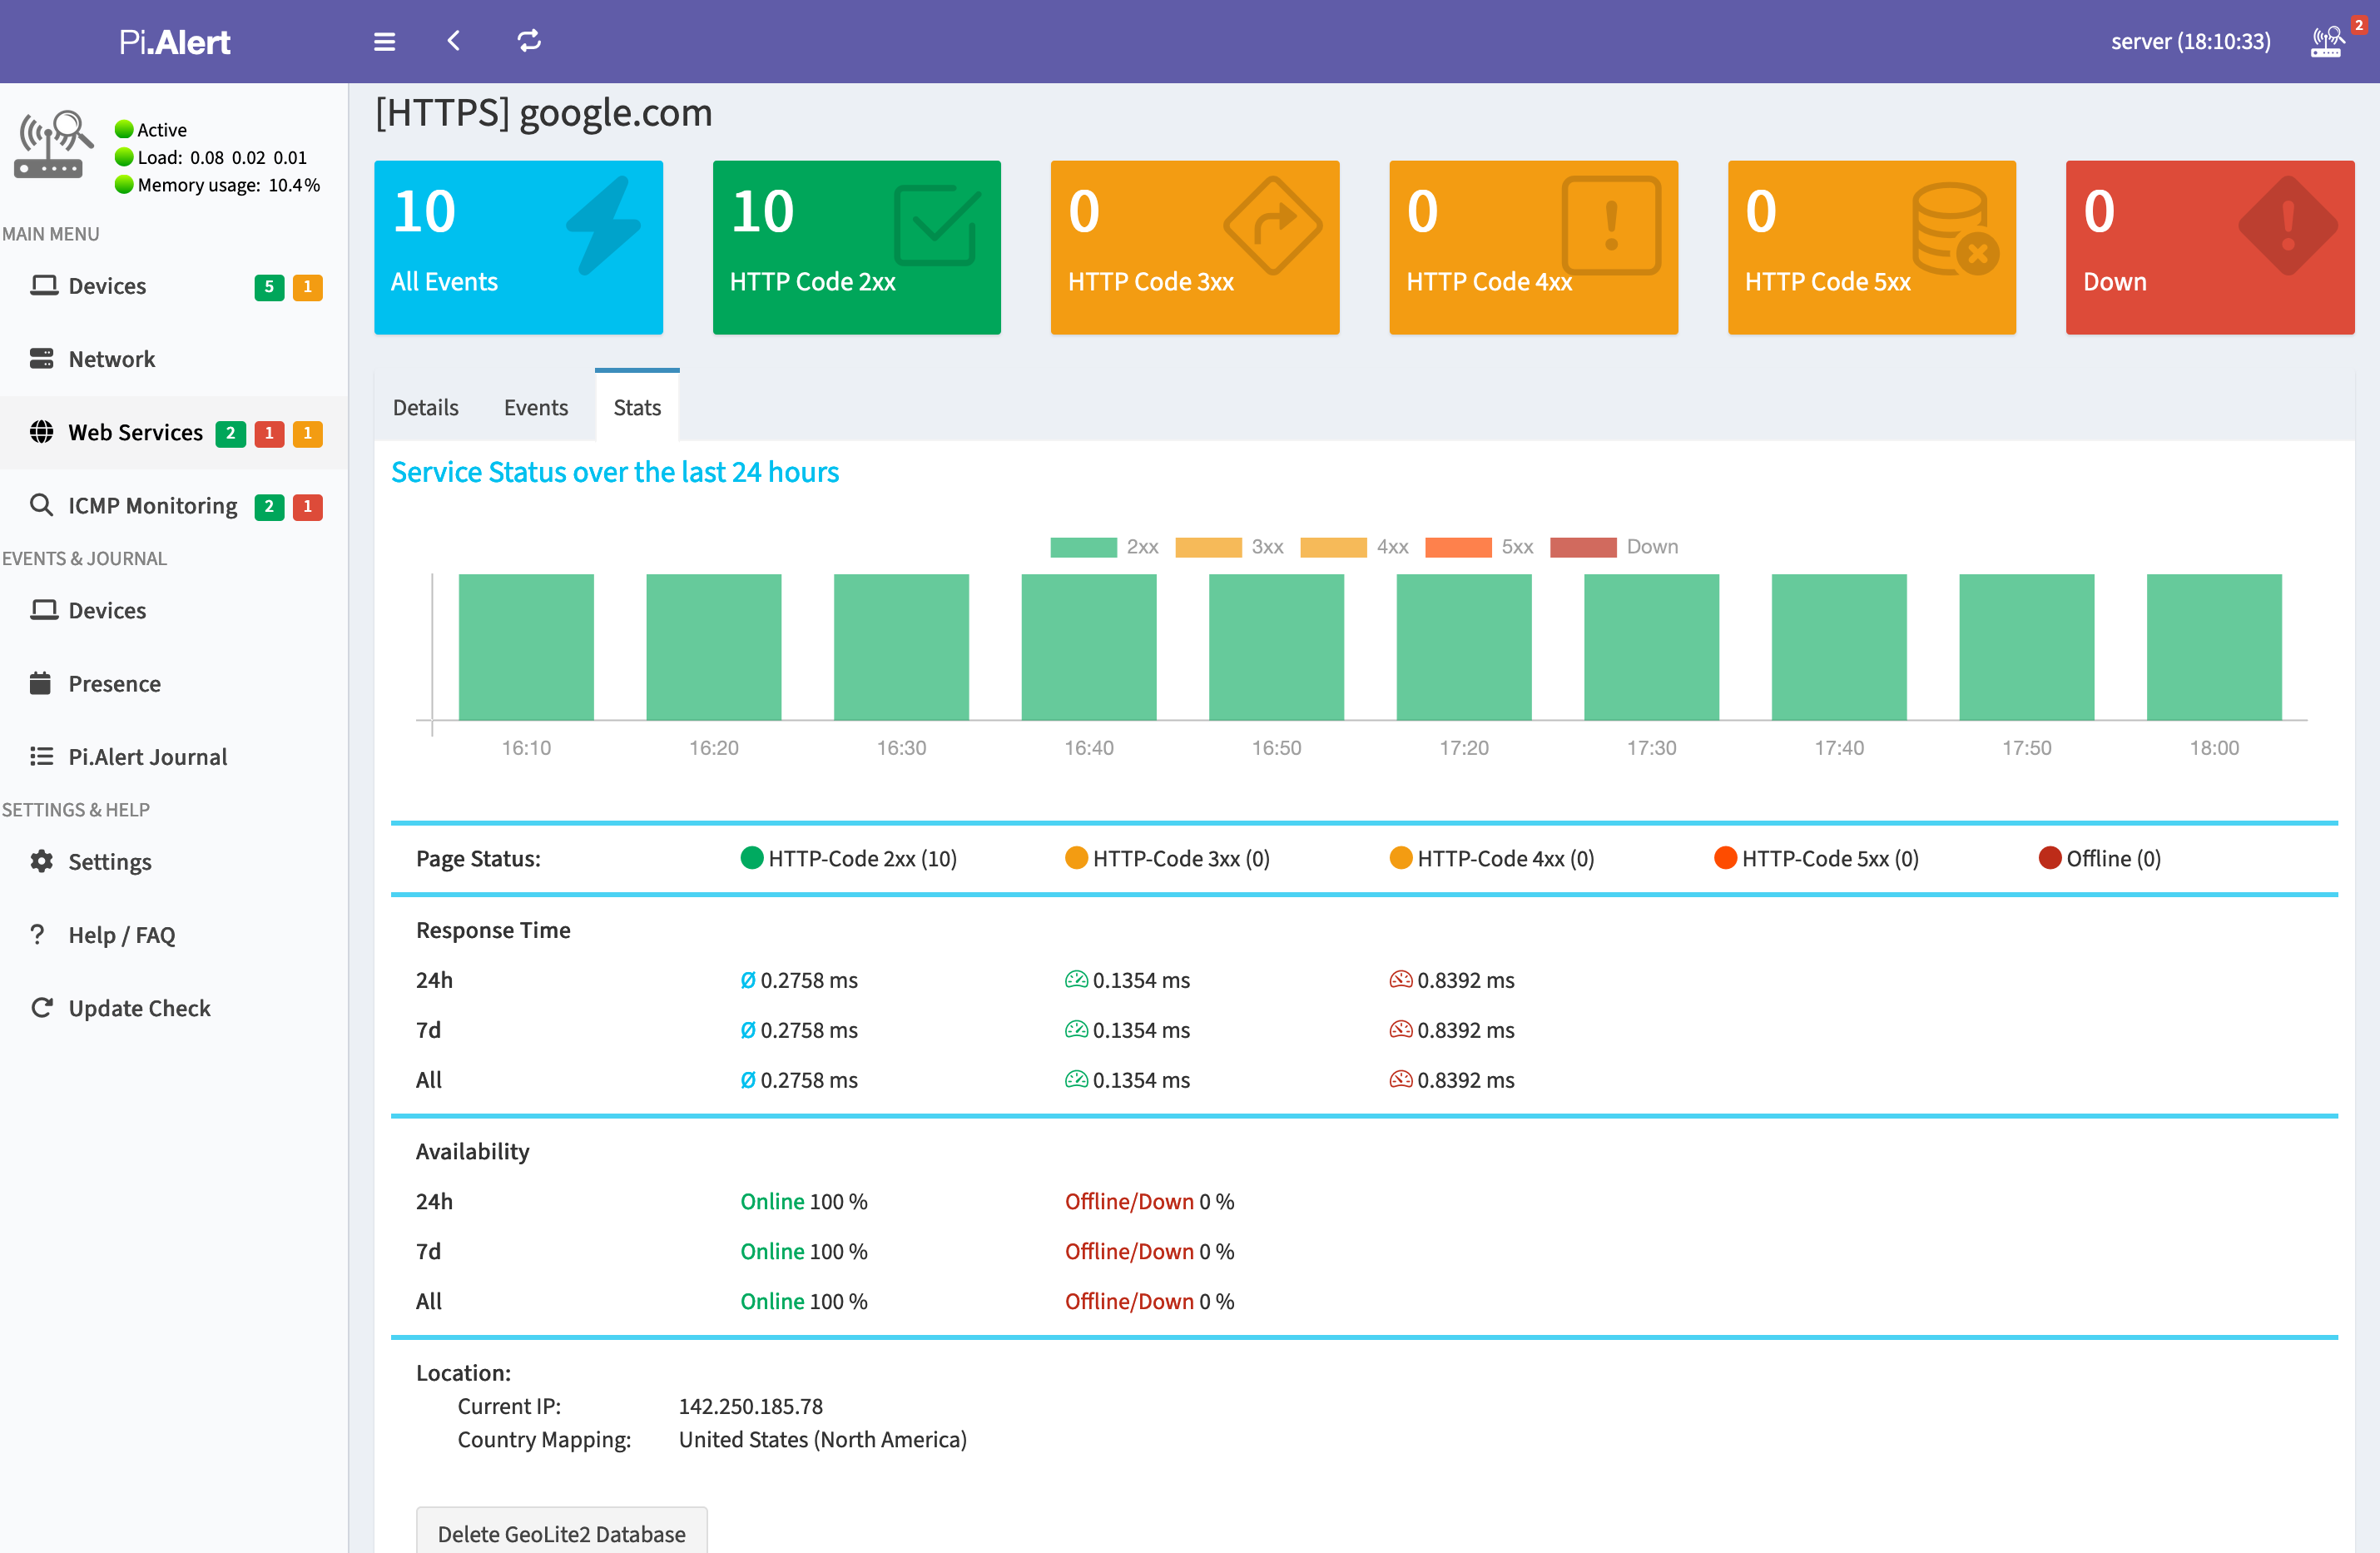 Pi.Alert
server (18:10:33)
2
Active
Load: 0.08 0.02 0.01
Memory usage: 10.4%
MAIN MENU
Devices 5 1
Network
Web Services 2 1 1
ICMP Monitoring 2 1
EVENTS & JOURNAL
Devices
Presence
Pi.Alert Journal
SETTINGS & HELP
Settings
Help / FAQ
Update Check
[HTTPS] google.com
10
All Events
10
HTTP Code 2xx
0
HTTP Code 3xx
0
HTTP Code 4xx
0
HTTP Code 5xx
0
Down
Details Events Stats
Service Status over the last 24 hours
2xx 3xx 4xx 5xx Down
16:10 16:20 16:30 16:40 16:50 17:20 17:30 17:40 17:50 18:00
Page Status: HTTP-Code 2xx (10) HTTP-Code 3xx (0) HTTP-Code 4xx (0) HTTP-Code 5xx (0) Offline (0)
Response Time
24h Ø 0.2758 ms 0.1354 ms 0.8392 ms
7d Ø 0.2758 ms 0.1354 ms 0.8392 ms
All Ø 0.2758 ms 0.1354 ms 0.8392 ms
Availability
24h Online 100 % Offline/Down 0 %
7d Online 100 % Offline/Down 0 %
All Online 100 % Offline/Down 0 %
Location:
Current IP: 142.250.185.78
Country Mapping: United States (North America)
Delete GeoLite2 Database